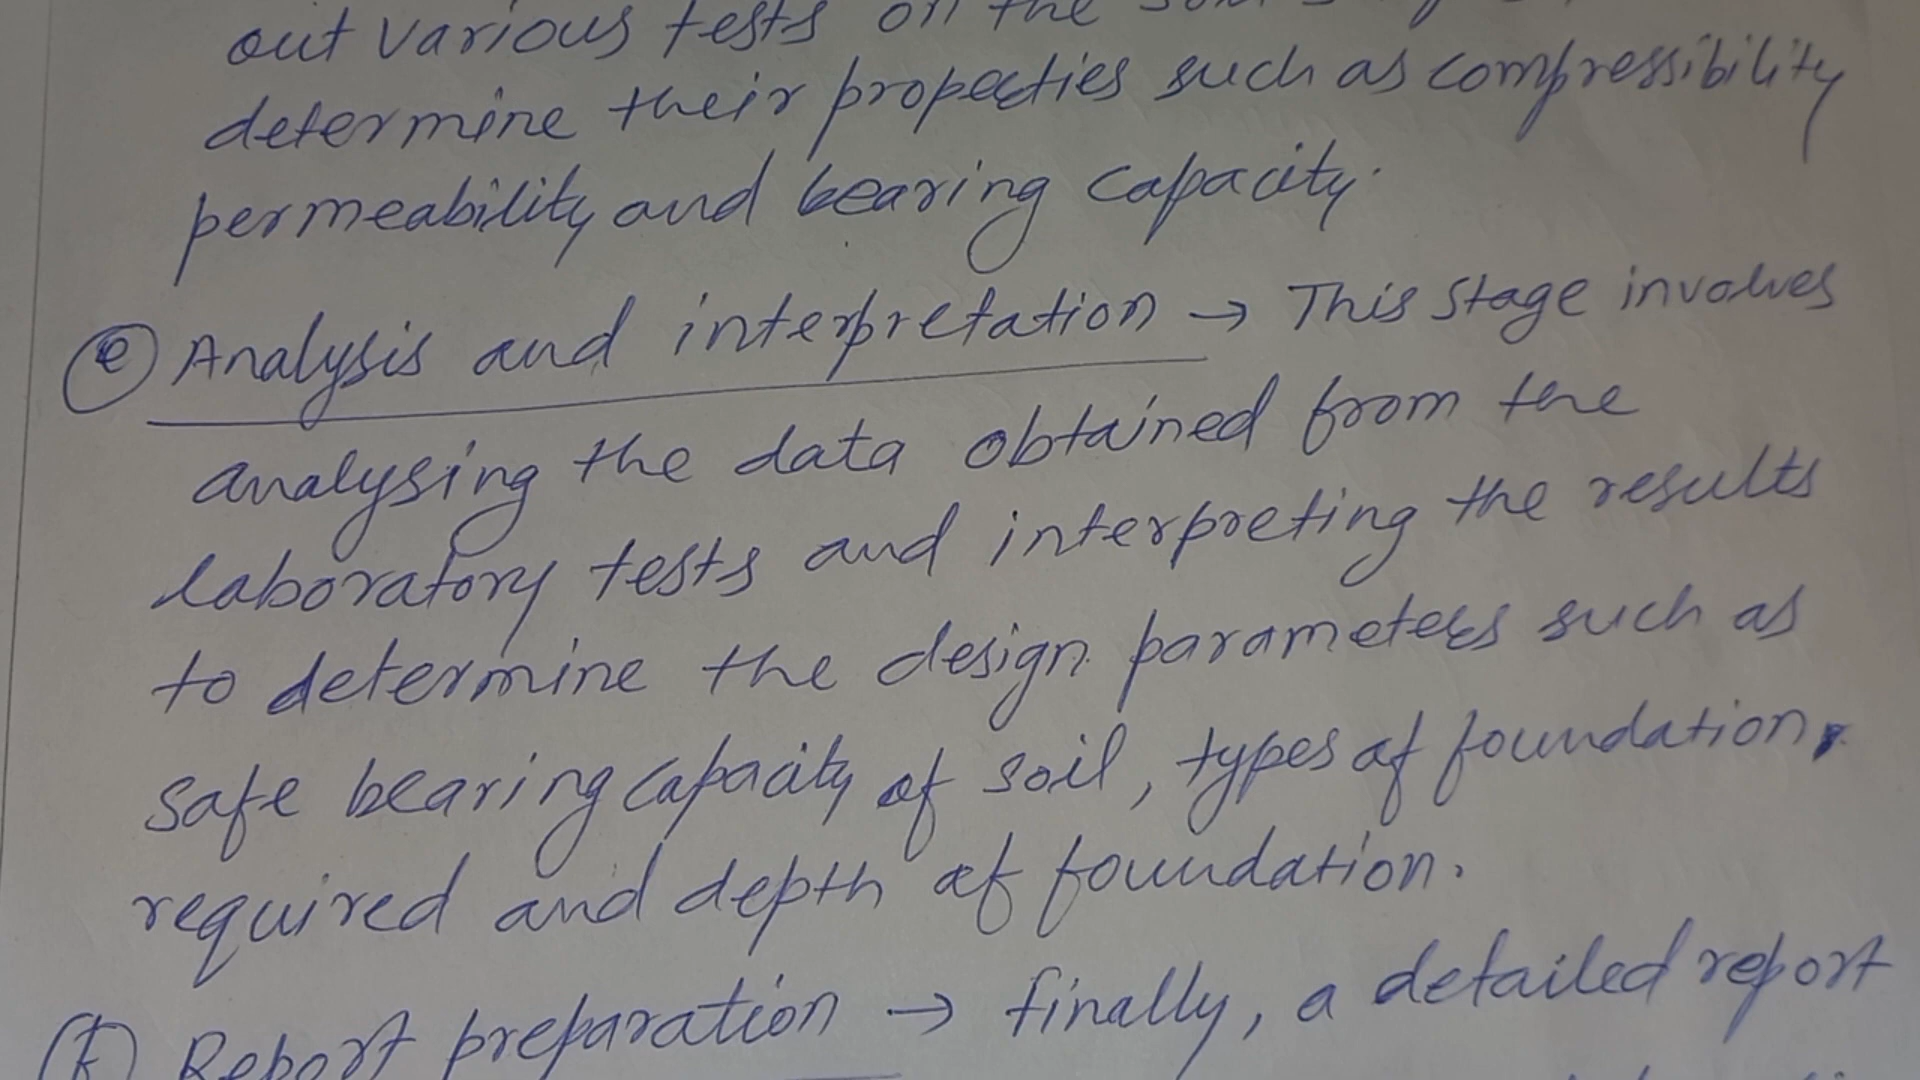 out various tests on the
determine their properties such as compressibility
permeability and bearing capacity.
(e) Analysis and interpretation → This stage involves
analysing the data obtained from the
laboratory tests and interpreting the results
to determine the design parameters such as
safe bearing capacity of soil, types of foundation,
required and depth of foundation.
(f) Report preparation → finally, a detailed report